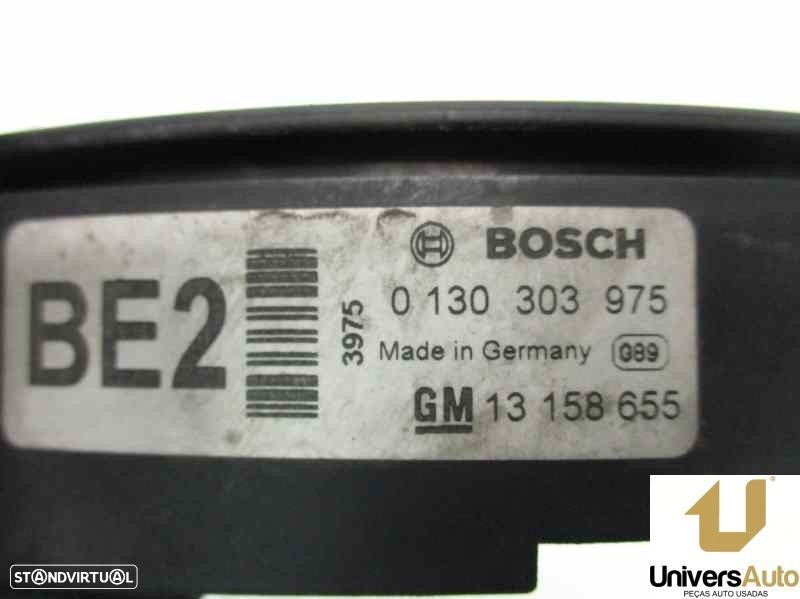 BE2
3975
BOSCH
0 130 303 975
Made in Germany 089
GM 13 158 655
STANDVIRTUAL
UniversAuto
PEÇAS AUTO USADAS